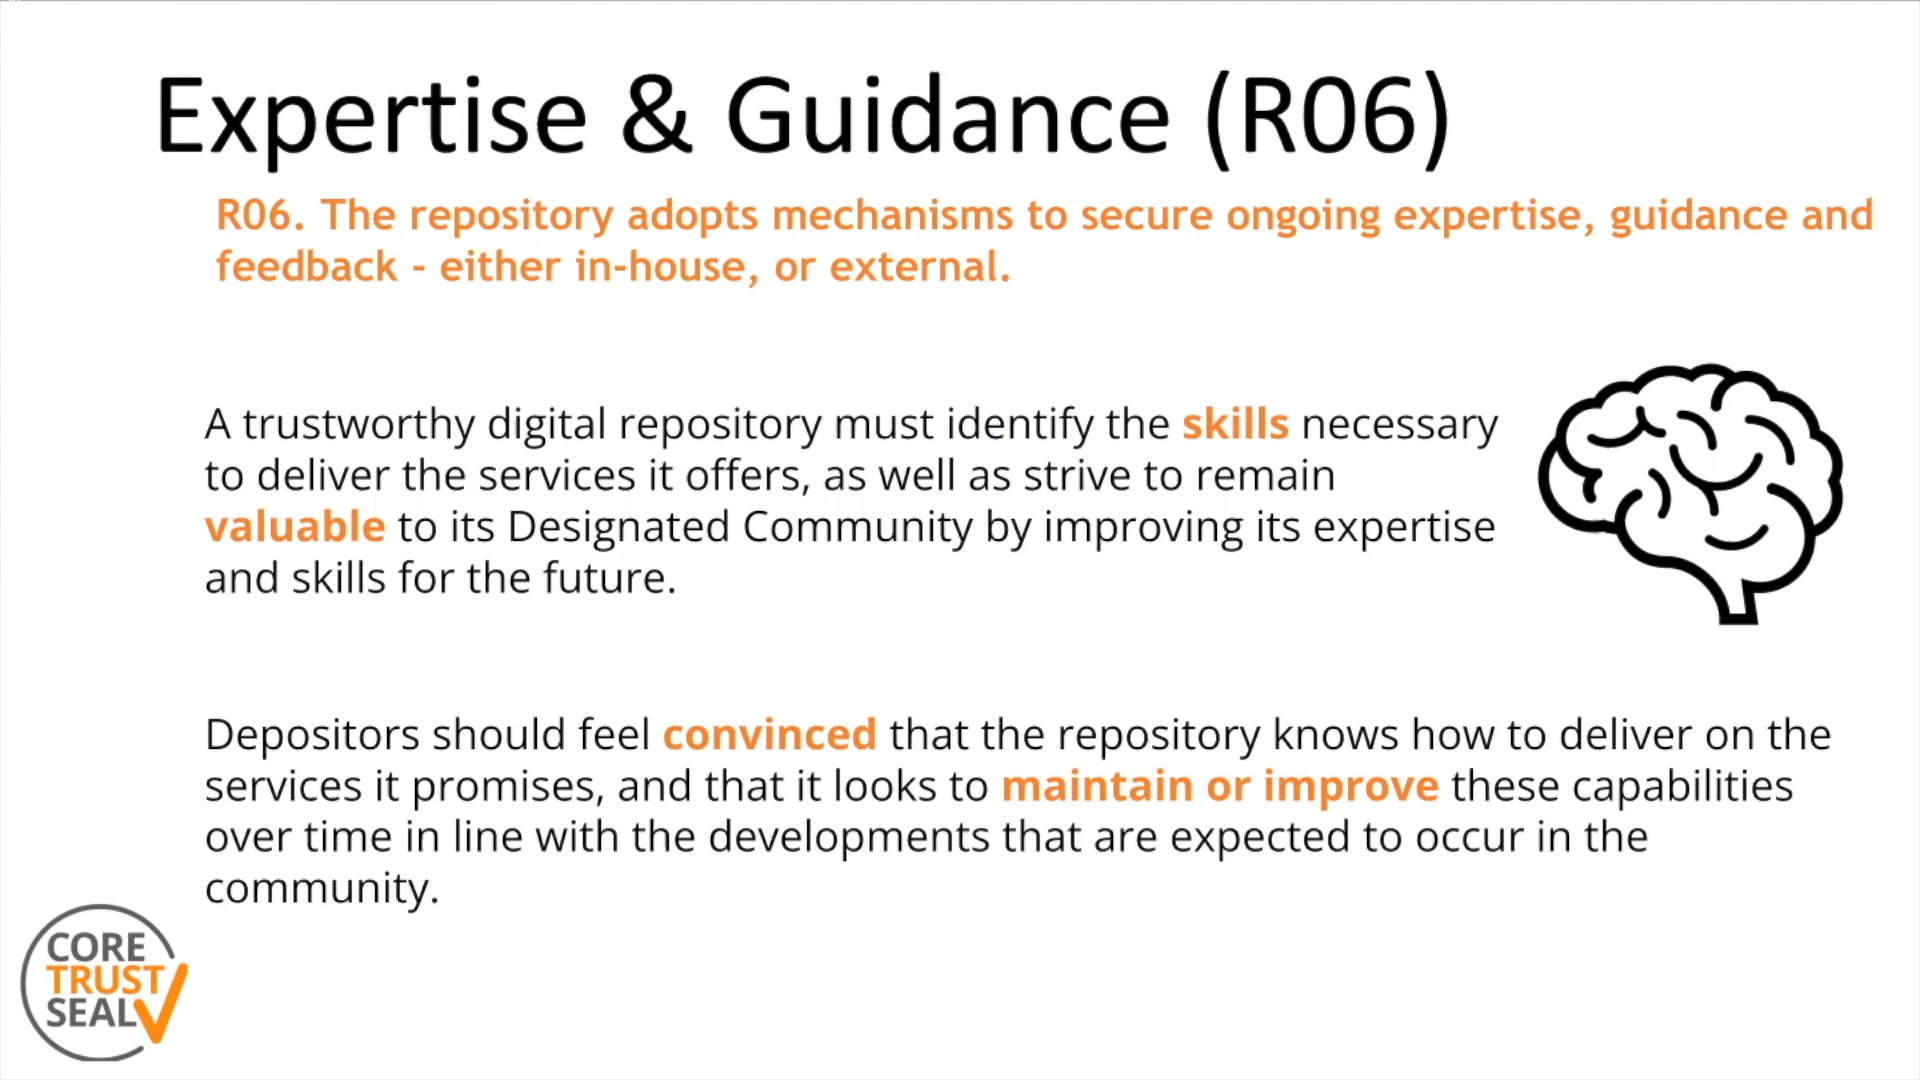 Expertise & Guidance (R06)
R06. The repository adopts mechanisms to secure ongoing expertise, guidance and
feedback - either in-house, or external.
A trustworthy digital repository must identify the skills necessary
to deliver the services it offers, as well as strive to remain
valuable to its Designated Community by improving its expertise
and skills for the future.
Depositors should feel convinced that the repository knows how to deliver on the
services it promises, and that it looks to maintain or improve these capabilities
over time in line with the developments that are expected to occur in the
community.
CORE
TRUST
SEAL